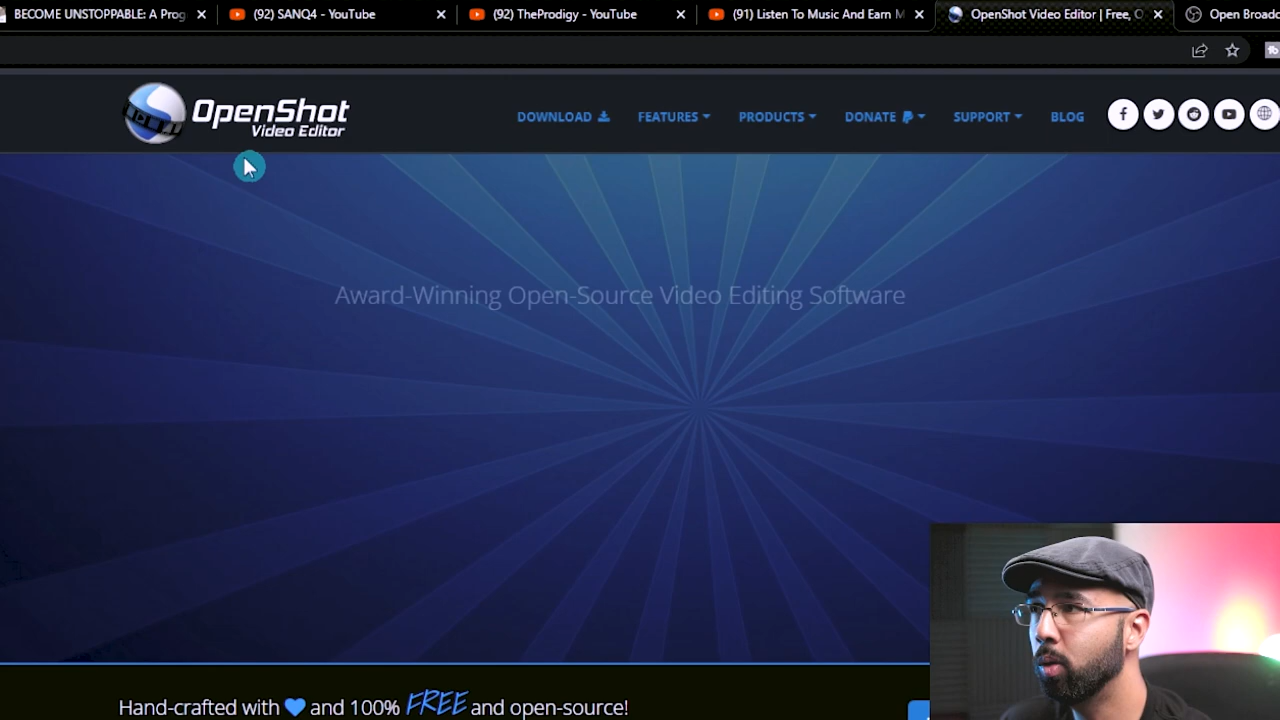 BECOME UNSTOPPABLE: A Prog
(92) SANQ4 - YouTube
(92) TheProdigy - YouTube
(91) Listen To Music And Earn M
OpenShot Video Editor | Free, O
Open Broadc
OpenShot
Video Editor
DOWNLOAD
FEATURES
PRODUCTS
DONATE
SUPPORT
BLOG
Award-Winning Open-Source Video Editing Software
Hand-crafted with and 100% FREE and open-source!